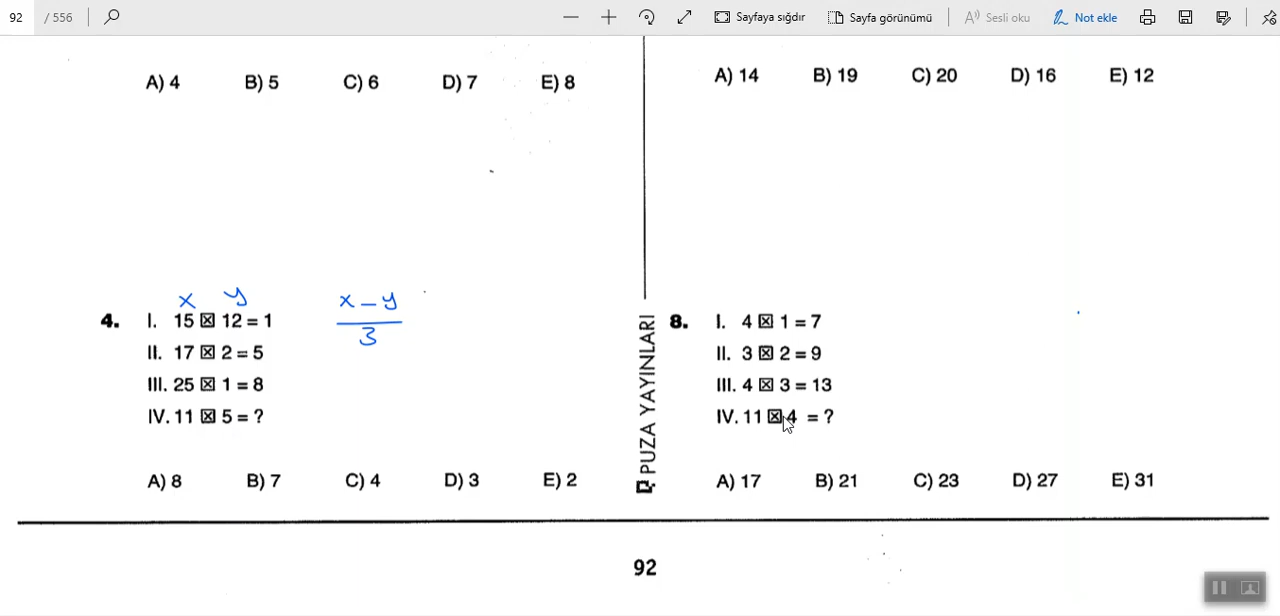 92 / 556 Sayfaya sığdır Sayfa görünümü Sesli oku Not ekle
A) 4 B) 5 C) 6 D) 7 E) 8
A) 14 B) 19 C) 20 D) 16 E) 12
x y x - y
4. I. 15 ⊠ 12 = 1
3
II. 17 ⊠ 2 = 5
III. 25 ⊠ 1 = 8
IV. 11 ⊠ 5 = ?
A) 8 B) 7 C) 4 D) 3 E) 2
PUZA YAYINLARI
8. I. 4 ⊠ 1 = 7
II. 3 ⊠ 2 = 9
III. 4 ⊠ 3 = 13
IV. 11 ⊠ 4 = ?
A) 17 B) 21 C) 23 D) 27 E) 31
92